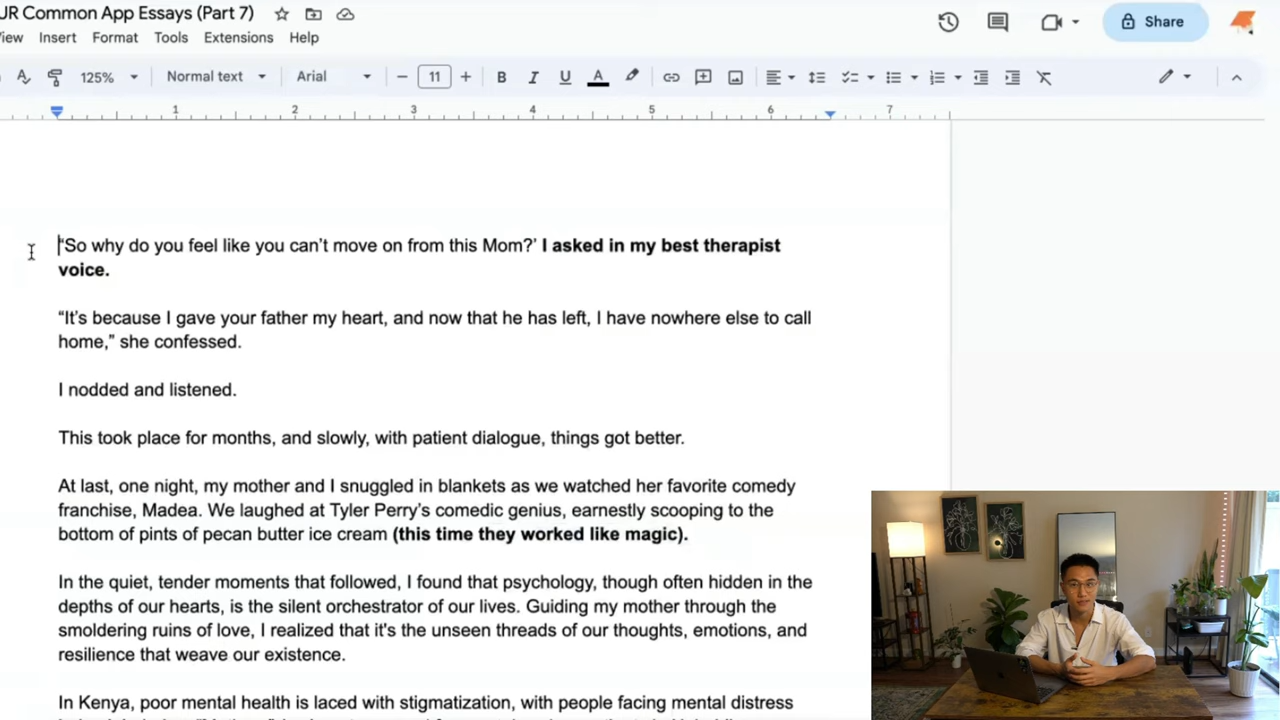 UR Common App Essays (Part 7)
View Insert Format Tools Extensions Help
Share
125% Normal text Arial 11 B I U A
1 2 3 4 5 6 7
‘So why do you feel like you can’t move on from this Mom?’ I asked in my best therapist
voice.
“It’s because I gave your father my heart, and now that he has left, I have nowhere else to call
home,” she confessed.
I nodded and listened.
This took place for months, and slowly, with patient dialogue, things got better.
At last, one night, my mother and I snuggled in blankets as we watched her favorite comedy
franchise, Madea. We laughed at Tyler Perry’s comedic genius, earnestly scooping to the
bottom of pints of pecan butter ice cream (this time they worked like magic).
In the quiet, tender moments that followed, I found that psychology, though often hidden in the
depths of our hearts, is the silent orchestrator of our lives. Guiding my mother through the
smoldering ruins of love, I realized that it's the unseen threads of our thoughts, emotions, and
resilience that weave our existence.
In Kenya, poor mental health is laced with stigmatization, with people facing mental distress